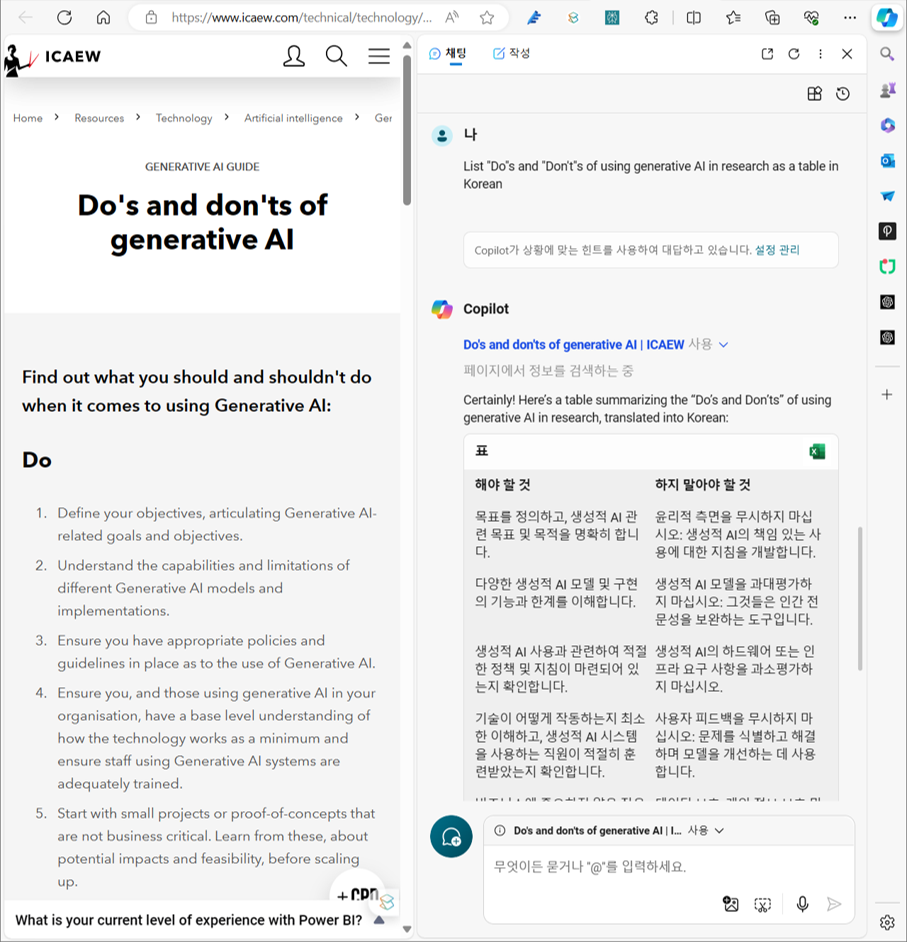 https://www.icaew.com/technical/technology/...
ICAEW
Home > Resources > Technology > Artificial intelligence > Ger
GENERATIVE AI GUIDE
Do's and don'ts of
generative AI
Find out what you should and shouldn't do
when it comes to using Generative AI:
Do
1. Define your objectives, articulating Generative AI-
related goals and objectives.
2. Understand the capabilities and limitations of
different Generative AI models and
implementations.
3. Ensure you have appropriate policies and
guidelines in place as to the use of Generative AI.
4. Ensure you, and those using generative AI in your
organisation, have a base level understanding of
how the technology works as a minimum and
ensure staff using Generative AI systems are
adequately trained.
5. Start with small projects or proof-of-concepts that
are not business critical. Learn from these, about
potential impacts and feasibility, before scaling
up.
What is your current level of experience with Power BI?
채팅
작성
나
List "Do"s and "Don't"s of using generative AI in research as a table in
Korean
Copilot가 상황에 맞는 힌트를 사용하여 대답하고 있습니다. 설정 관리
Copilot
Do's and don'ts of generative AI | ICAEW 사용
페이지에서 정보를 검색하는 중
Certainly! Here's a table summarizing the “Do's and Don'ts” of using
generative AI in research, translated into Korean:
표
해야 할 것
하지 말아야 할 것
목표를 정의하고, 생성적 AI 관
련 목표 및 목적을 명확히 합니
다.
윤리적 측면을 무시하지 마십
시오: 생성적 AI의 책임 있는 사
용에 대한 지침을 개발합니다.
다양한 생성적 AI 모델 및 구현
의 기능과 한계를 이해합니다.
생성적 AI 모델을 과대평가하
지 마십시오: 그것들은 인간 전
문성을 보완하는 도구입니다.
생성적 AI 사용과 관련하여 적절
한 정책 및 지침이 마련되어 있
는지 확인합니다.
생성적 AI의 하드웨어 또는 인
프라 요구 사항을 과소평가하
지 마십시오.
기술이 어떻게 작동하는지 최소
한 이해하고, 생성적 AI 시스템
을 사용하는 직원이 적절히 훈
련받았는지 확인합니다.
사용자 피드백을 무시하지 마
십시오: 문제를 식별하고 해결
하며 모델을 개선하는 데 사용
합니다.
Do's and don'ts of generative AI | I... 사용
무엇이든 묻거나 "@"를 입력하세요.